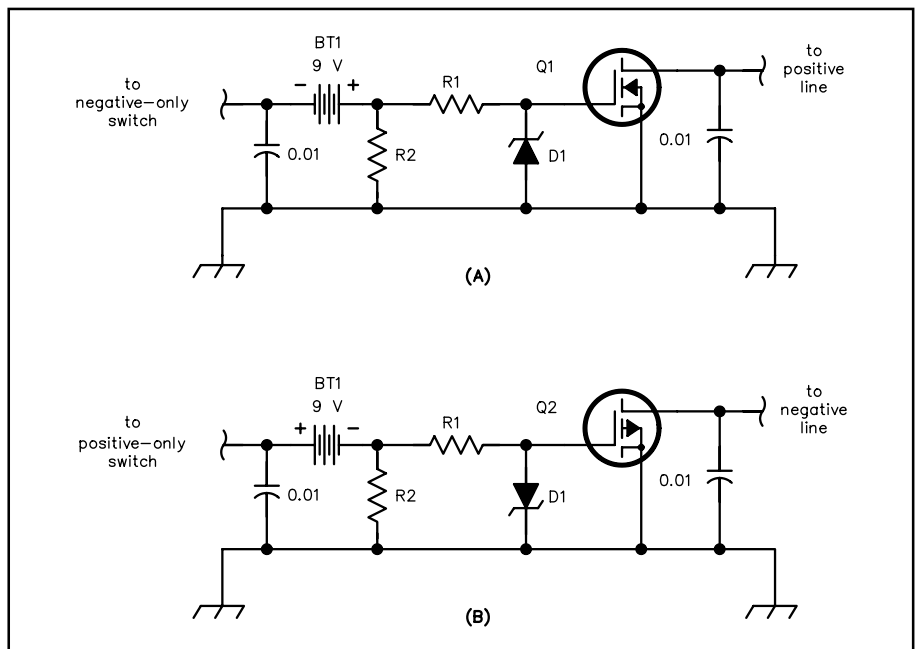 BT1
9 V
- +
to
negative-only
switch
R1
Q1
to
positive
line
0.01
R2
D1
0.01
(A)
BT1
9 V
+ -
to
positive-only
switch
R1
Q2
to
negative
line
0.01
R2
D1
0.01
(B)